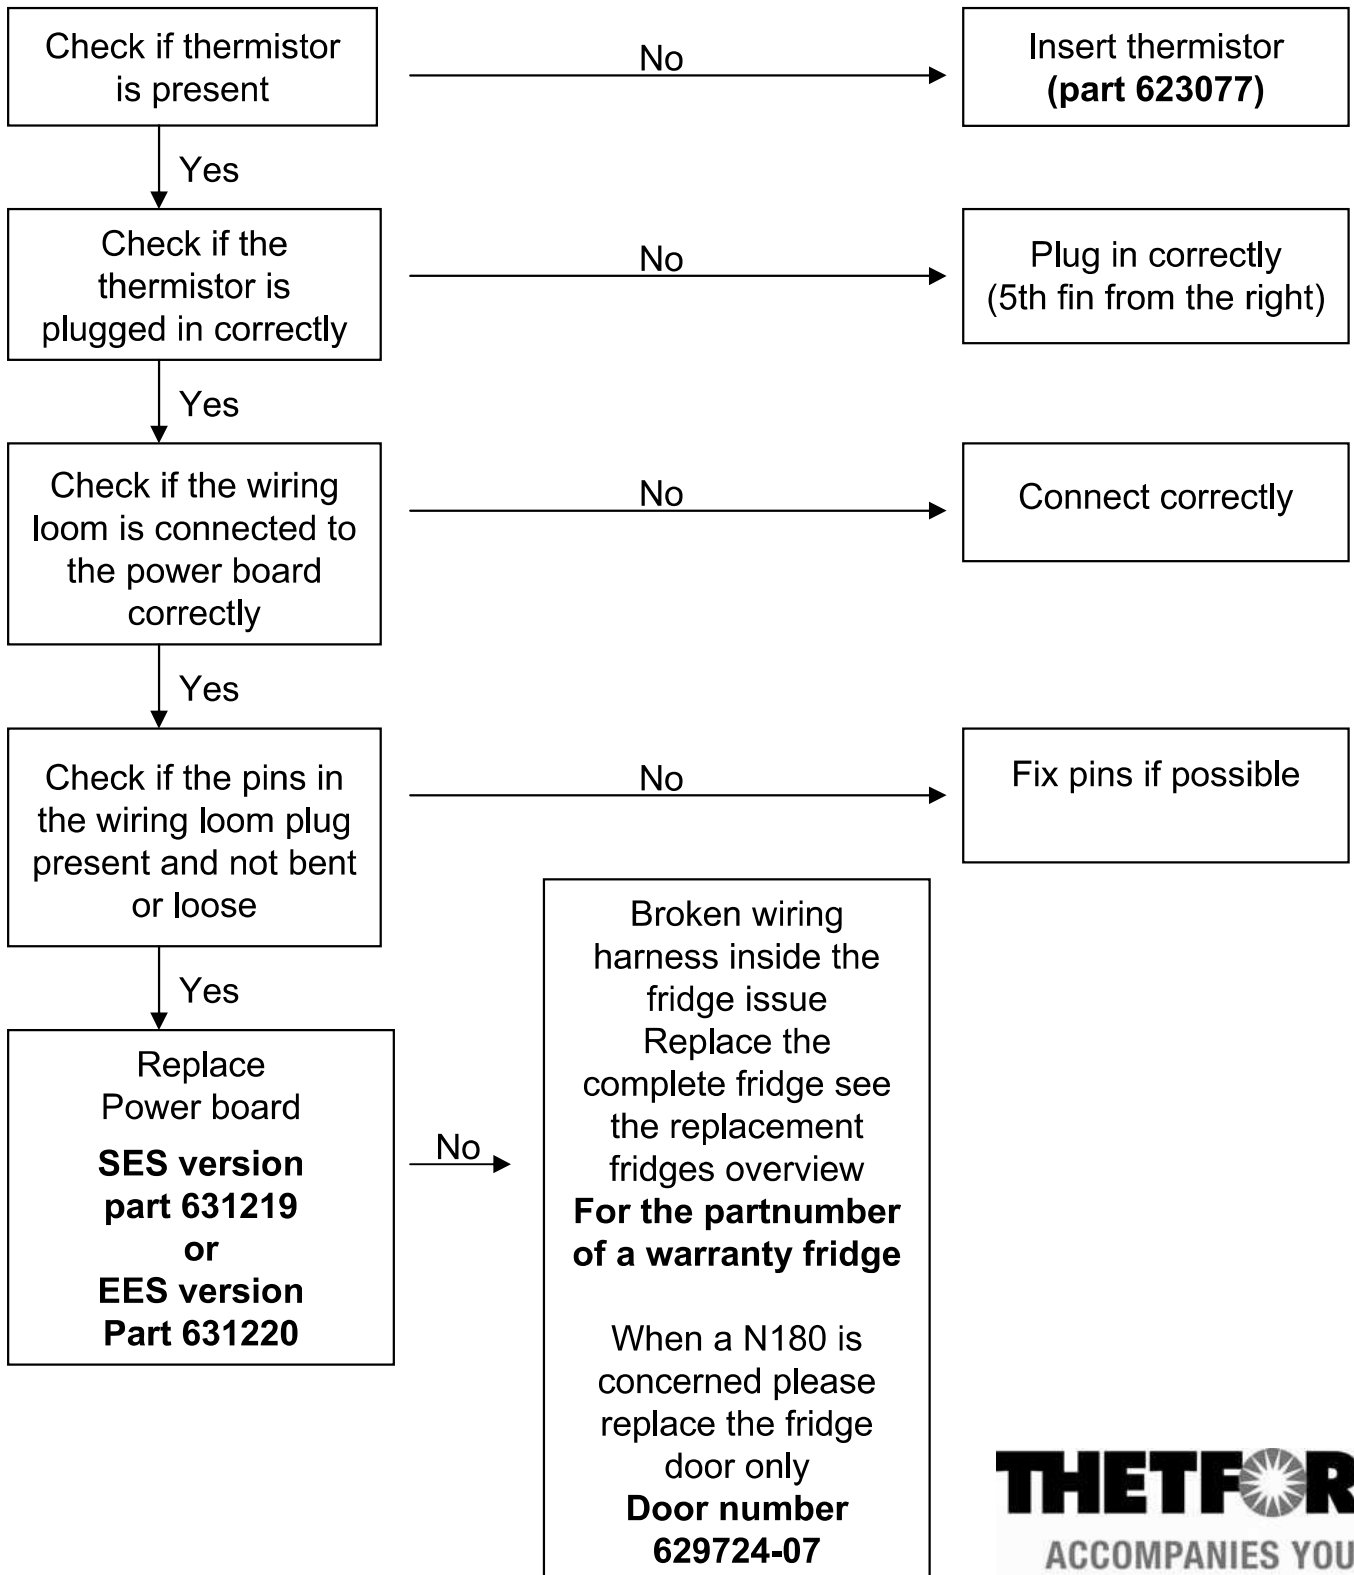 Check if thermistor
is present
No
Insert thermistor
(part 623077)
Yes
Check if the
thermistor is
plugged in correctly
No
Plug in correctly
(5th fin from the right)
Yes
Check if the wiring
loom is connected to
the power board
correctly
No
Connect correctly
Yes
Check if the pins in
the wiring loom plug
present and not bent
or loose
No
Fix pins if possible
Yes
Replace
Power board
SES version
part 631219
or
EES version
Part 631220
No
Broken wiring
harness inside the
fridge issue
Replace the
complete fridge see
the replacement
fridges overview
For the partnumber
of a warranty fridge
When a N180 is
concerned please
replace the fridge
door only
Door number
629724-07
THETFOR
ACCOMPANIES YOU